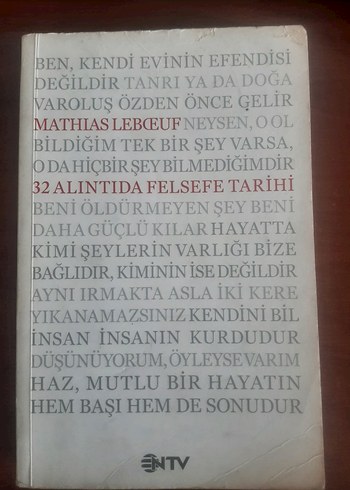 BEN, KENDİ EVİNİN EFENDİSİ
DEĞİLDİR TANRI YA DA DOĞA
VAROLUŞ ÖZDEN ÖNCE GELİR
MATHIAS LEBŒUF NEYSEN, O OL
BİLDİĞİM TEK BİR ŞEY VARSA,
O DA HİÇBİR ŞEY BİLMEDİĞİMDİR
32 ALINTIDA FELSEFE TARİHİ
BENİ ÖLDÜRMEYEN ŞEY BENİ
DAHA GÜÇLÜ KILAR HAYATTA
KİMİ ŞEYLERİN VARLIĞI BİZE
BAĞLIDIR, KİMİNİN İSE DEĞİLDİR
AYNI IRMAKTA ASLA İKİ KERE
YIKANAMAZSINIZ KENDİNİ BİL
İNSAN İNSANIN KURDUDUR
DÜŞÜNÜYORUM, ÖYLEYSE VARIM
HAZ, MUTLU BİR HAYATIN
HEM BAŞI HEM DE SONUDUR
NTV